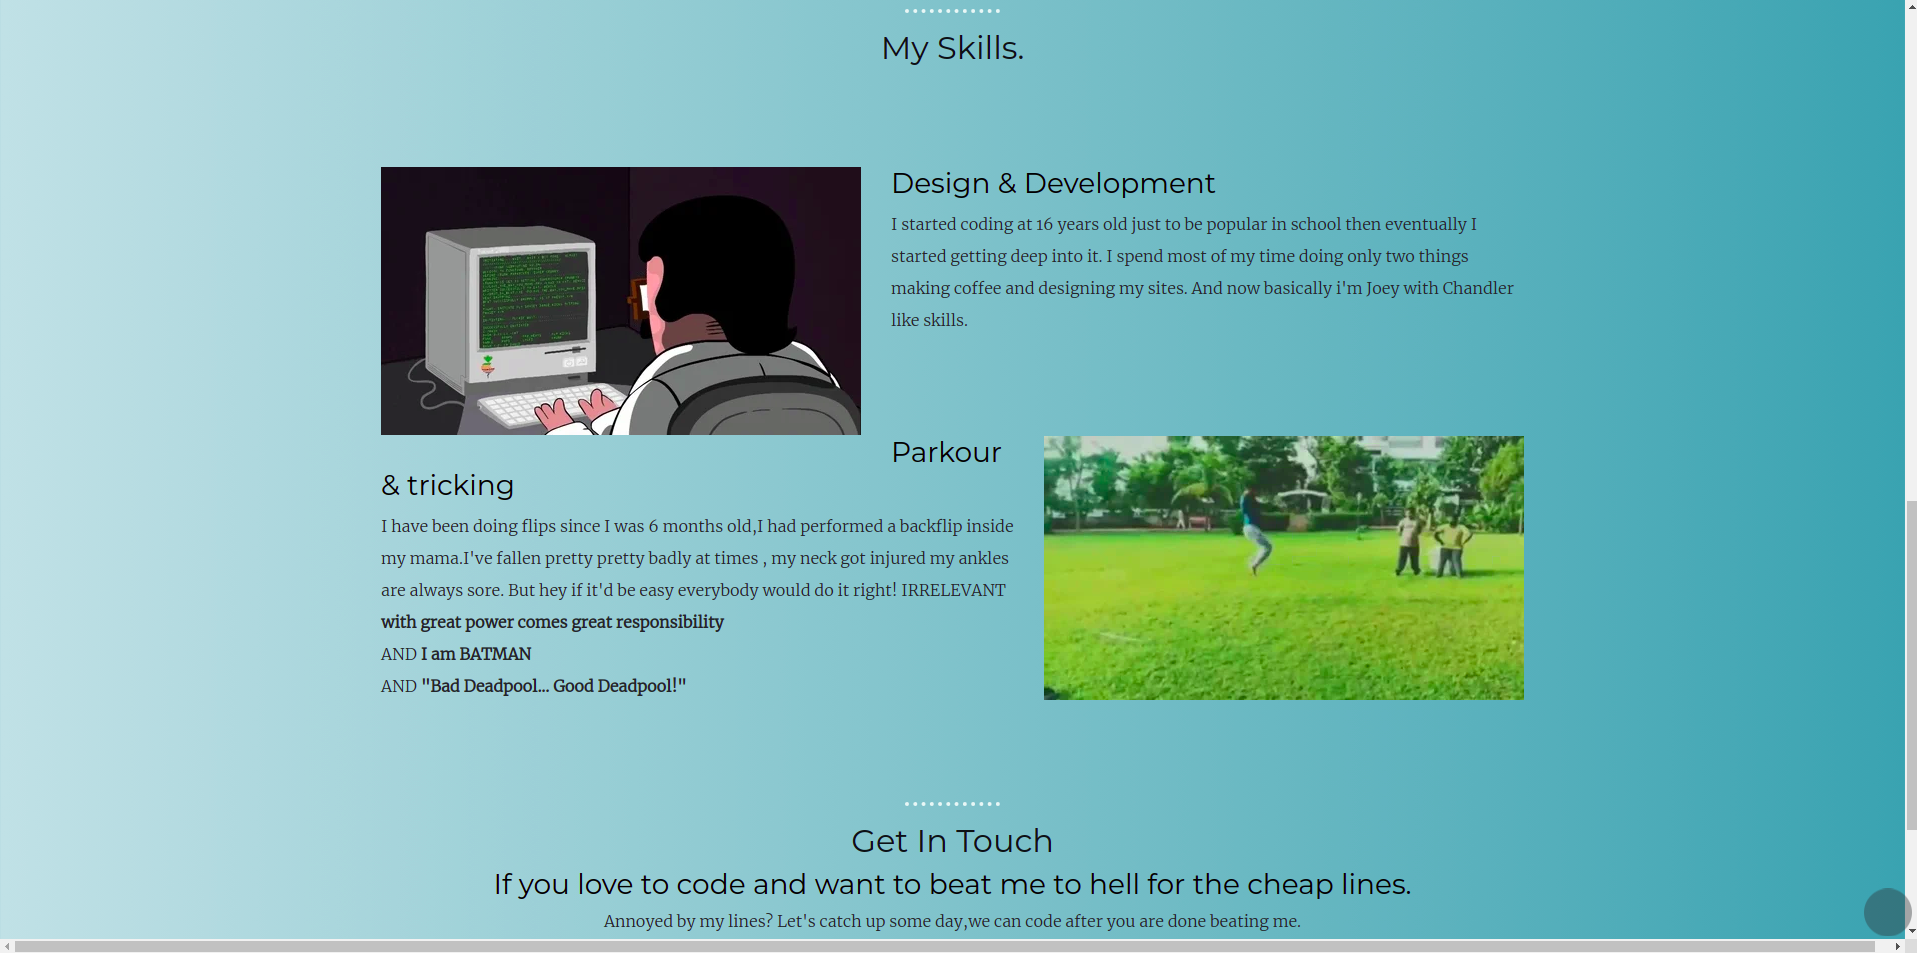 My Skills.
Design & Development
I started coding at 16 years old just to be popular in school then eventually I
started getting deep into it. I spend most of my time doing only two things
making coffee and designing my sites. And now basically i'm Joey with Chandler
like skills.
Parkour
& tricking
I have been doing flips since I was 6 months old,I had performed a backflip inside
my mama.I've fallen pretty pretty badly at times , my neck got injured my ankles
are always sore. But hey if it'd be easy everybody would do it right! IRRELEVANT
with great power comes great responsibility
AND I am BATMAN
AND "Bad Deadpool... Good Deadpool!"
Get In Touch
If you love to code and want to beat me to hell for the cheap lines.
Annoyed by my lines? Let's catch up some day,we can code after you are done beating me.